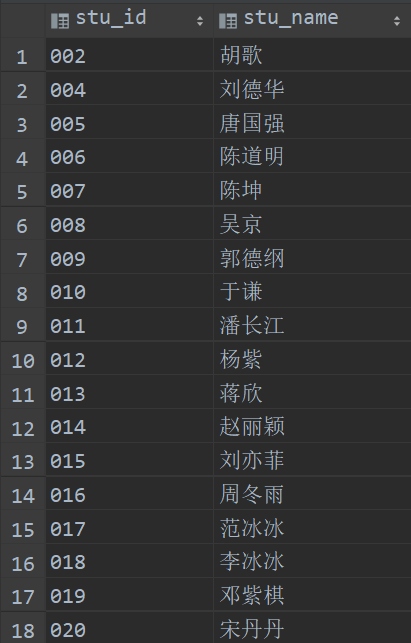 stu_id stu_name
1 002 胡歌
2 004 刘德华
3 005 唐国强
4 006 陈道明
5 007 陈坤
6 008 吴京
7 009 郭德纲
8 010 于谦
9 011 潘长江
10 012 杨紫
11 013 蒋欣
12 014 赵丽颖
13 015 刘亦菲
14 016 周冬雨
15 017 范冰冰
16 018 李冰冰
17 019 邓紫棋
18 020 宋丹丹